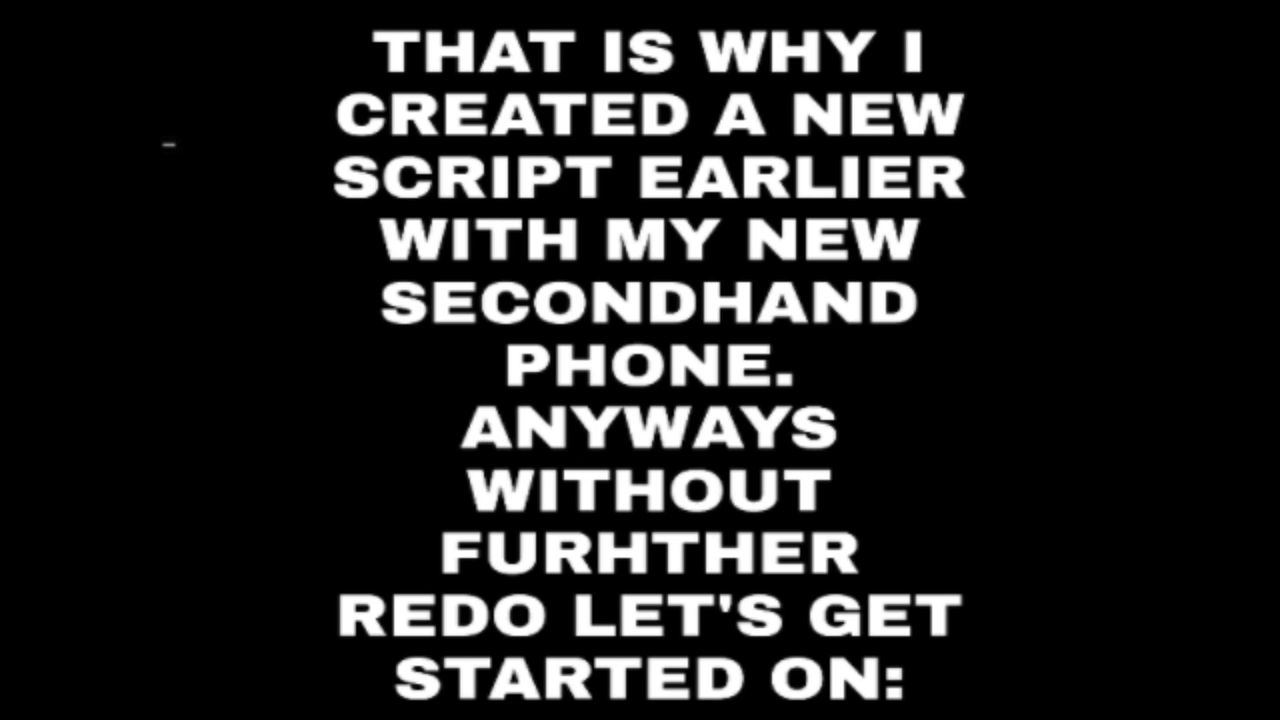 THAT IS WHY I
CREATED A NEW
SCRIPT EARLIER
WITH MY NEW
SECONDHAND
PHONE.
ANYWAYS
WITHOUT
FURHTHER
REDO LET'S GET
STARTED ON: